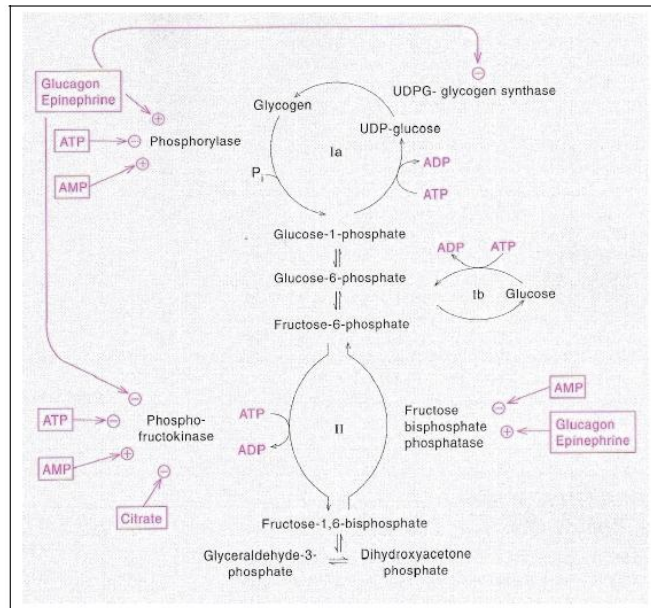 Glucagon
Epinephrine
⊖
UDPG- glycogen synthase
Glycogen
⊕
UDP-glucose
ATP
⊖
Phosphorylase
Ia
ADP
AMP
⊕
Pi
ATP
Glucose-1-phosphate
ADP
ATP
Glucose-6-phosphate
Ib
Glucose
Fructose-6-phosphate
⊖
AMP
ATP
⊖
Phospho-
fructokinase
ATP
II
Fructose
bisphosphate
phosphatase
⊖
⊕
Glucagon
Epinephrine
AMP
⊕
ADP
⊖
Citrate
Fructose-1,6-bisphosphate
Glyceraldehyde-3-
phosphate
Dihydroxyacetone
phosphate